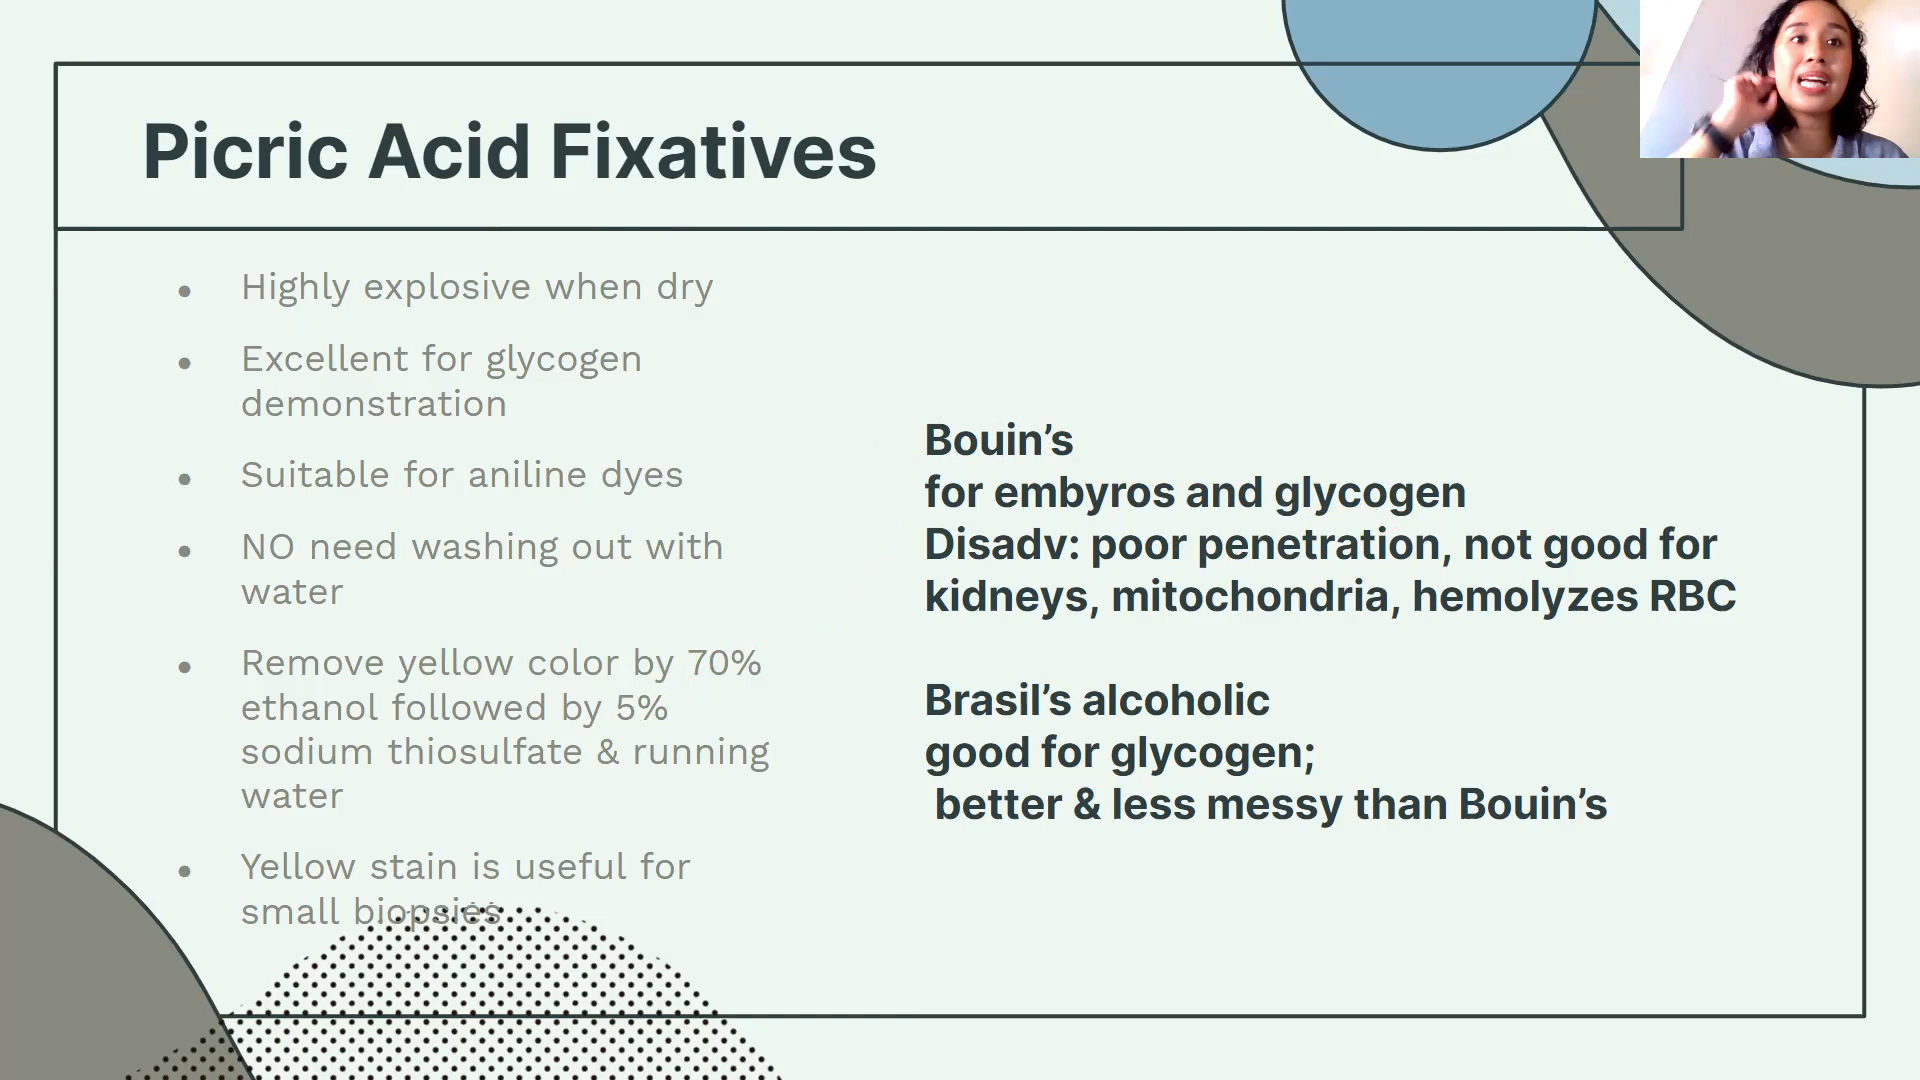 Picric Acid Fixatives
• Highly explosive when dry
• Excellent for glycogen
demonstration
• Suitable for aniline dyes
• NO need washing out with
water
• Remove yellow color by 70%
ethanol followed by 5%
sodium thiosulfate & running
water
• Yellow stain is useful for
small biopsies
Bouin’s
for embyros and glycogen
Disadv: poor penetration, not good for
kidneys, mitochondria, hemolyzes RBC
Brasil’s alcoholic
good for glycogen;
better & less messy than Bouin’s